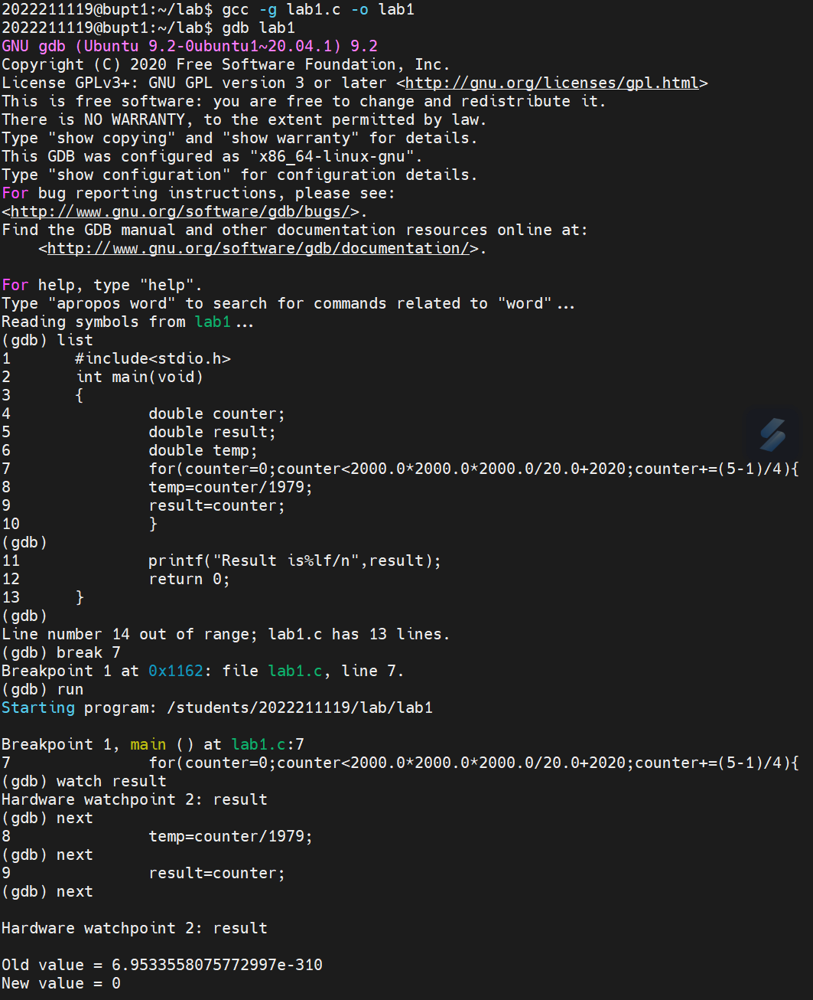 2022211119@bupt1:~/lab$ gcc -g lab1.c -o lab1
2022211119@bupt1:~/lab$ gdb lab1
GNU gdb (Ubuntu 9.2-0ubuntu1~20.04.1) 9.2
Copyright (C) 2020 Free Software Foundation, Inc.
License GPLv3+: GNU GPL version 3 or later <http://gnu.org/licenses/gpl.html>
This is free software: you are free to change and redistribute it.
There is NO WARRANTY, to the extent permitted by law.
Type "show copying" and "show warranty" for details.
This GDB was configured as "x86_64-linux-gnu".
Type "show configuration" for configuration details.
For bug reporting instructions, please see:
<http://www.gnu.org/software/gdb/bugs/>.
Find the GDB manual and other documentation resources online at:
    <http://www.gnu.org/software/gdb/documentation/>.

For help, type "help".
Type "apropos word" to search for commands related to "word"...
Reading symbols from lab1...
(gdb) list
1       #include<stdio.h>
2       int main(void)
3       {
4               double counter;
5               double result;
6               double temp;
7               for(counter=0;counter<2000.0*2000.0*2000.0/20.0+2020;counter+=(5-1)/4){
8               temp=counter/1979;
9               result=counter;
10              }
(gdb)
11              printf("Result is%lf/n",result);
12              return 0;
13      }
(gdb)
Line number 14 out of range; lab1.c has 13 lines.
(gdb) break 7
Breakpoint 1 at 0x1162: file lab1.c, line 7.
(gdb) run
Starting program: /students/2022211119/lab/lab1

Breakpoint 1, main () at lab1.c:7
7               for(counter=0;counter<2000.0*2000.0*2000.0/20.0+2020;counter+=(5-1)/4){
(gdb) watch result
Hardware watchpoint 2: result
(gdb) next
8               temp=counter/1979;
(gdb) next
9               result=counter;
(gdb) next

Hardware watchpoint 2: result

Old value = 6.9533558075772997e-310
New value = 0